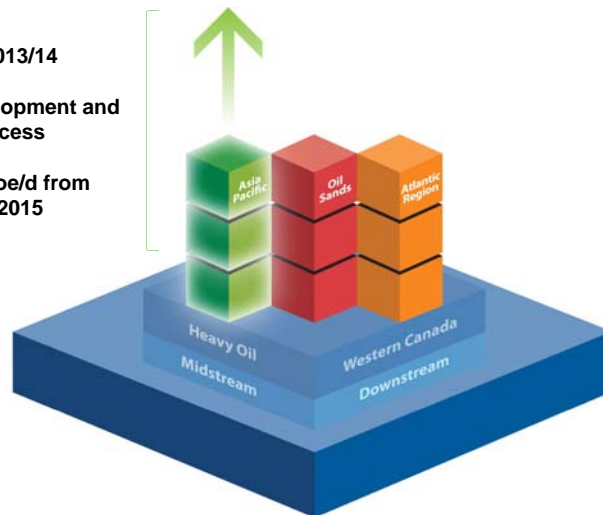 013/14
opment and
cess
oe/d from
2015
Asia
Pacific
Oil
Sands
Atlantic
Region
Heavy Oil
Western Canada
Midstream
Downstream